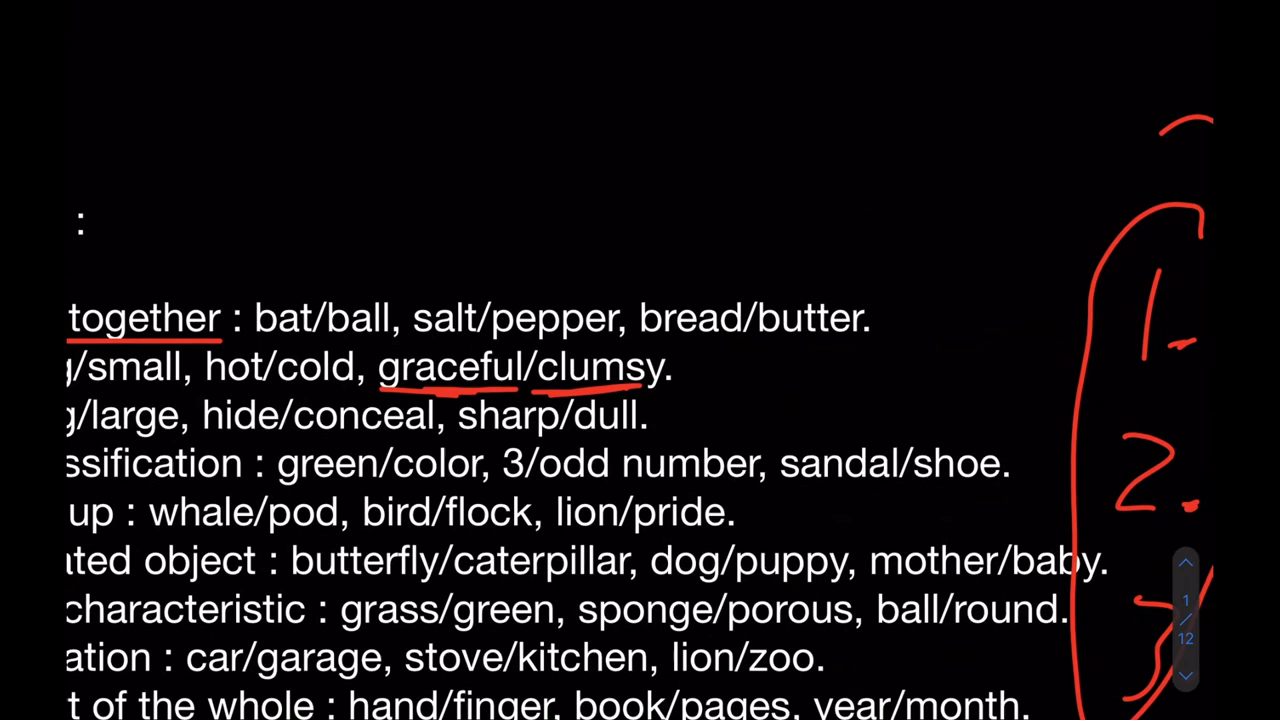 :
together : bat/ball, salt/pepper, bread/butter.
g/small, hot/cold, graceful/clumsy.
g/large, hide/conceal, sharp/dull.
ssification : green/color, 3/odd number, sandal/shoe.
up : whale/pod, bird/flock, lion/pride.
ated object : butterfly/caterpillar, dog/puppy, mother/baby.
characteristic : grass/green, sponge/porous, ball/round.
ation : car/garage, stove/kitchen, lion/zoo.
t of the whole : hand/finger, book/pages, year/month.
1.
2.
3
1
/
12